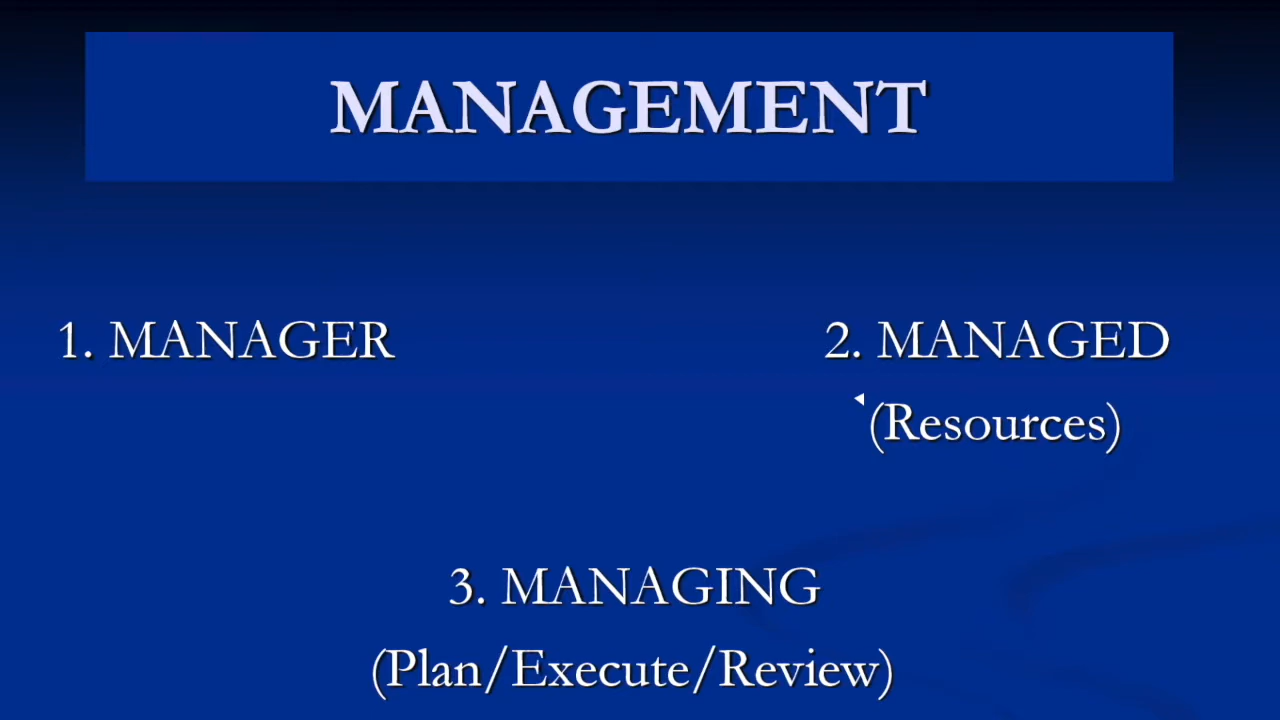 MANAGEMENT
1. MANAGER
2. MANAGED
(Resources)
3. MANAGING
(Plan/Execute/Review)